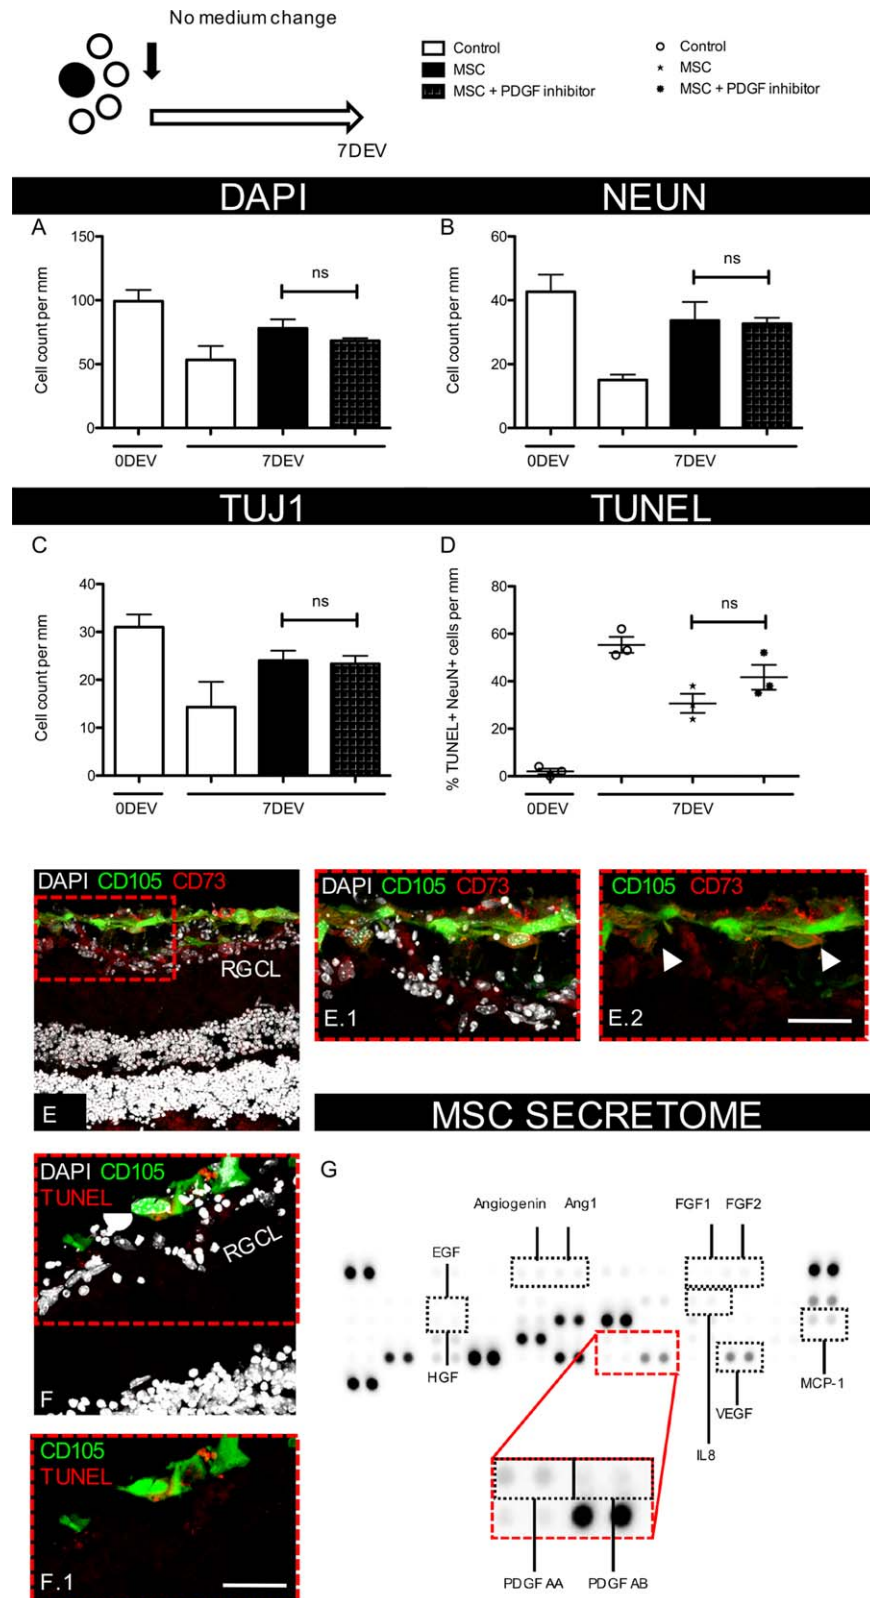 No medium change
7DEV
Control
MSC
MSC + PDGF inhibitor
Control
MSC
MSC + PDGF inhibitor
DAPI
NEUN
A
Cell count per mm
150
100
50
0
ns
0DEV
7DEV
B
Cell count per mm
60
40
20
0
ns
0DEV
7DEV
TUJ1
TUNEL
C
Cell count per mm
40
30
20
10
0
ns
0DEV
7DEV
D
% TUNEL+ NeuN+ cells per mm
80
60
40
20
0
ns
0DEV
7DEV
DAPI CD105 CD73
RGCL
E
DAPI CD105 CD73
E.1
CD105 CD73
E.2
MSC SECRETOME
DAPI CD105
TUNEL
RGCL
F
CD105
TUNEL
F.1
G
Angiogenin
Ang1
FGF1
FGF2
EGF
HGF
MCP-1
VEGF
IL8
PDGF AA
PDGF AB